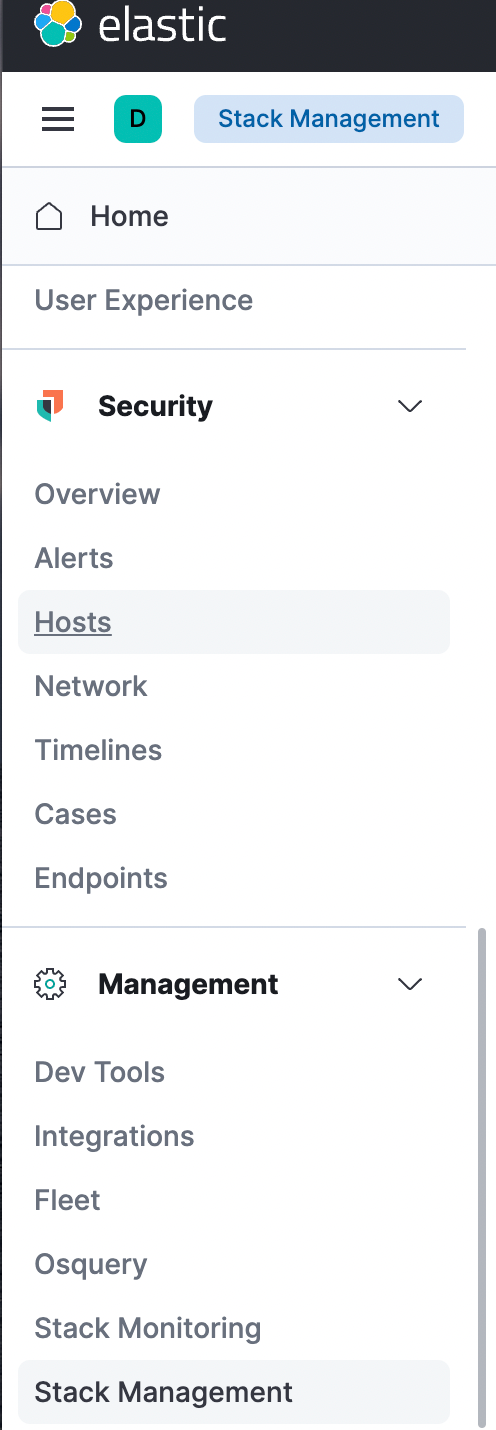 elastic
D
Stack Management
Home
User Experience
Security
Overview
Alerts
Hosts
Network
Timelines
Cases
Endpoints
Management
Dev Tools
Integrations
Fleet
Osquery
Stack Monitoring
Stack Management